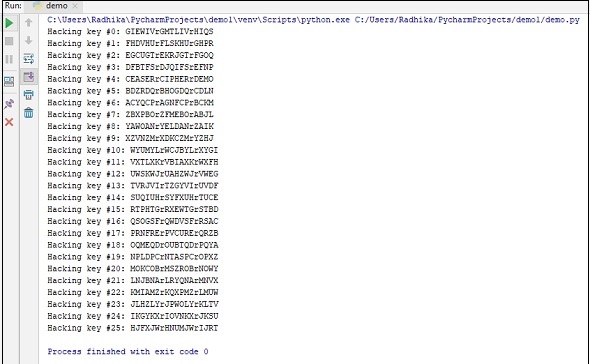 Run: demo
C:\Users\Radhika\PycharmProjects\demo1\venv\Scripts\python.exe C:/Users/Radhika/PycharmProjects/demo1/demo.py
Hacking key #0: GIEWIVrGMTLIVrHIQS
Hacking key #1: FHDVHUrFLSKHUrGHPR
Hacking key #2: EGCUGTrEKRJGTrFGOQ
Hacking key #3: DFBTFSrDJQIFSrEFNP
Hacking key #4: CEASERrCIPHERrDEMO
Hacking key #5: BDZRDQrBHOGDQrCDLN
Hacking key #6: ACYQCPrAGNFCPrBCKM
Hacking key #7: ZBXPBOrZFMEBOrABJL
Hacking key #8: YAWOANrYELDANrZAIK
Hacking key #9: XZVNZMrXDKCZMrYZHJ
Hacking key #10: WYUMYLrWCJBYLrXYGI
Hacking key #11: VXTLXKrVBIAXKrWXFH
Hacking key #12: UWSKWJrUAHZWJrVWEG
Hacking key #13: TVRJVIrTZGYVIrUVDF
Hacking key #14: SUQIUHrSYFXUHrTUCE
Hacking key #15: RTPHTGrRXEWTGrSTBD
Hacking key #16: QSOGSFrQWDVSFrRSAC
Hacking key #17: PRNFRErPVCURErQRZB
Hacking key #18: OQMEQDrOUBTQDrPQYA
Hacking key #19: NPLDPCrNTASPCrOPXZ
Hacking key #20: MOKCOBrMSZROBrNOWY
Hacking key #21: LNJBNArLRYQNArMNVX
Hacking key #22: KMIAMZrKQXPMZrLMUW
Hacking key #23: JLHZLYrJPWOLYrKLTV
Hacking key #24: IKGYKXrIOVNKXrJKSU
Hacking key #25: HJFXJWrHNUMJWrIJRT
Process finished with exit code 0